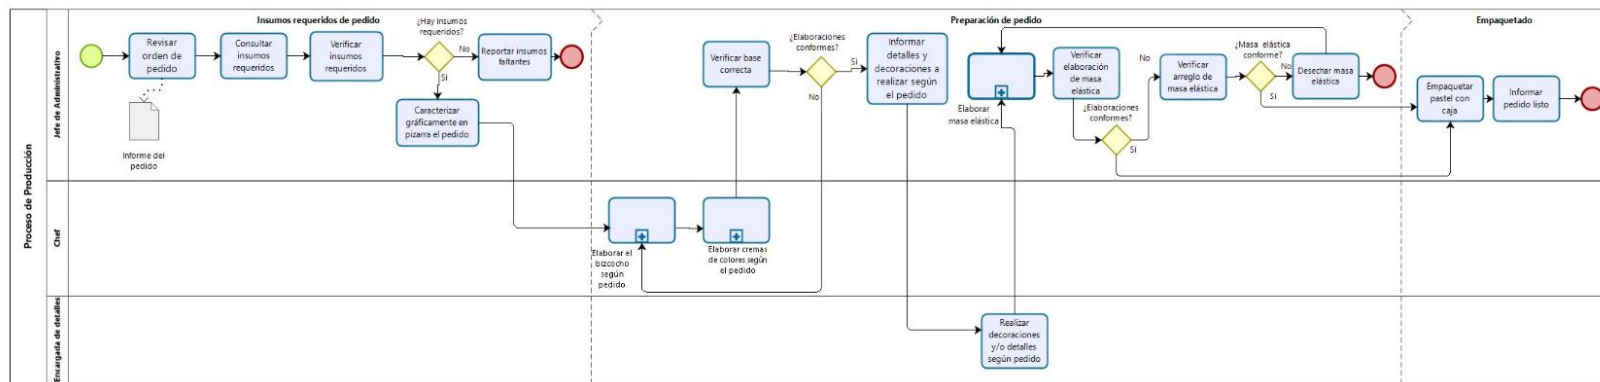 Proceso de Producción
Jefe de Administrativo
Chef
Encargada de detalles
Insumos requeridos de pedido
Preparación de pedido
Empaquetado
Revisar
orden de
pedido
Informe del
pedido
Consultar
insumos
requeridos
Verificar
insumos
requeridos
¿Hay insumos
requeridos?
No
Si
Reportar insumos
faltantes
Caracterizar
gráficamente en
pizarra el pedido
Elaborar el
bizcocho
según
pedido
Elaborar cremas
de colores según
el pedido
Verificar base
correcta
¿Elaboraciones
conformes?
Si
No
Informar
detalles y
decoraciones a
realizar según
el pedido
Realizar
decoraciones
y/o detalles
según pedido
Elaborar
masa elástica
Verificar
elaboración
de masa
elástica
¿Elaboraciones
conformes?
No
Si
Verificar
arreglo de
masa elástica
¿Masa elástica
conforme?
No
Si
Desechar masa
elástica
Empaquetar
pastel con
caja
Informar
pedido listo